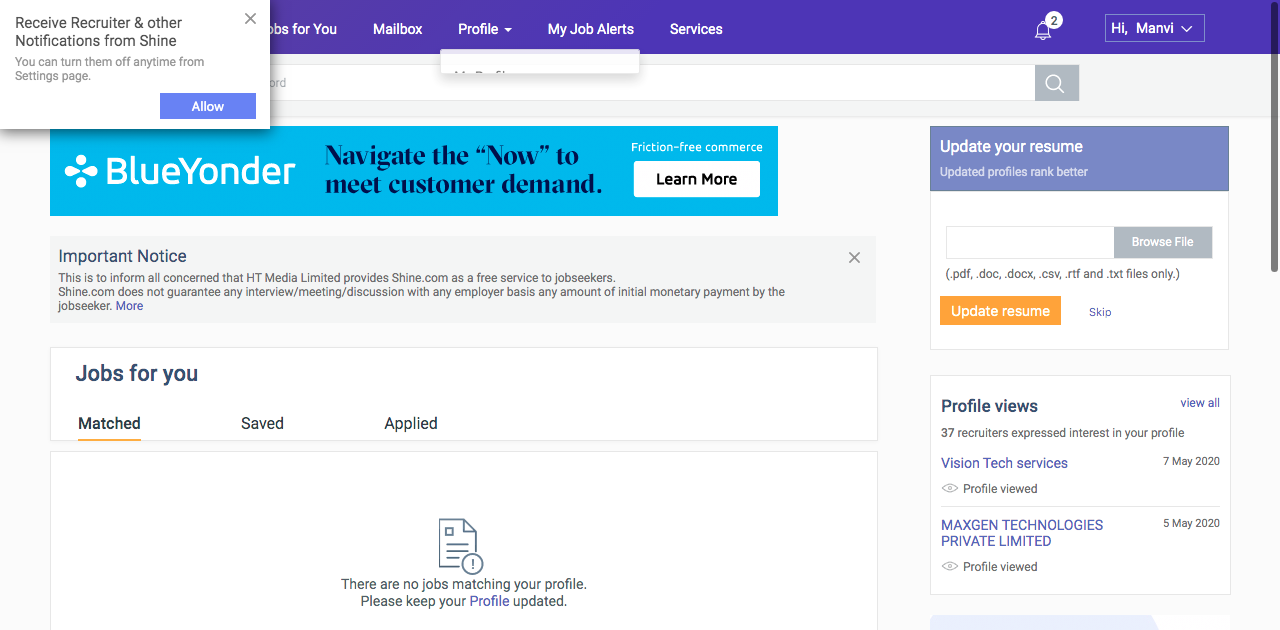 Receive Recruiter & other
Notifications from Shine
You can turn them off anytime from
Settings page.
Allow
obs for You
Mailbox
Profile
My Job Alerts
Services
2
Hi, Manvi
ord
BlueYonder
Navigate the “Now” to
meet customer demand.
Friction-free commerce
Learn More
Important Notice
This is to inform all concerned that HT Media Limited provides Shine.com as a free service to jobseekers.
Shine.com does not guarantee any interview/meeting/discussion with any employer basis any amount of initial monetary payment by the
jobseeker. More
Jobs for you
Matched
Saved
Applied
There are no jobs matching your profile.
Please keep your Profile updated.
Update your resume
Updated profiles rank better
Browse File
(.pdf, .doc, .docx, .csv, .rtf and .txt files only.)
Update resume
Skip
Profile views
view all
37 recruiters expressed interest in your profile
Vision Tech services
7 May 2020
Profile viewed
MAXGEN TECHNOLOGIES
PRIVATE LIMITED
5 May 2020
Profile viewed